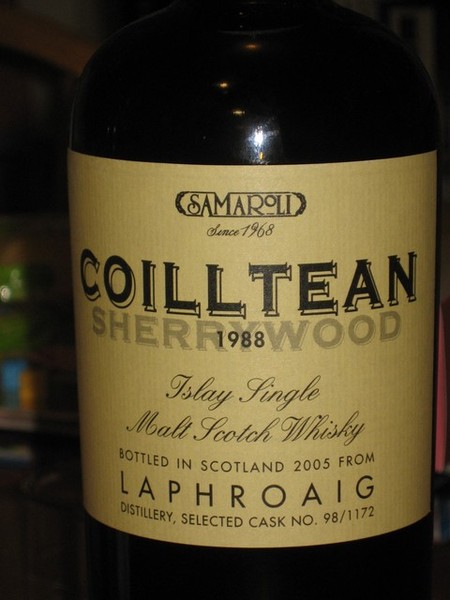 SAMAROLI
Since 1968
COILLTEAN
SHERRYWOOD
1988
Islay Single
Malt Scotch Whisky
BOTTLED IN SCOTLAND 2005 FROM
LAPHROAIG
DISTILLERY, SELECTED CASK NO. 98/1172